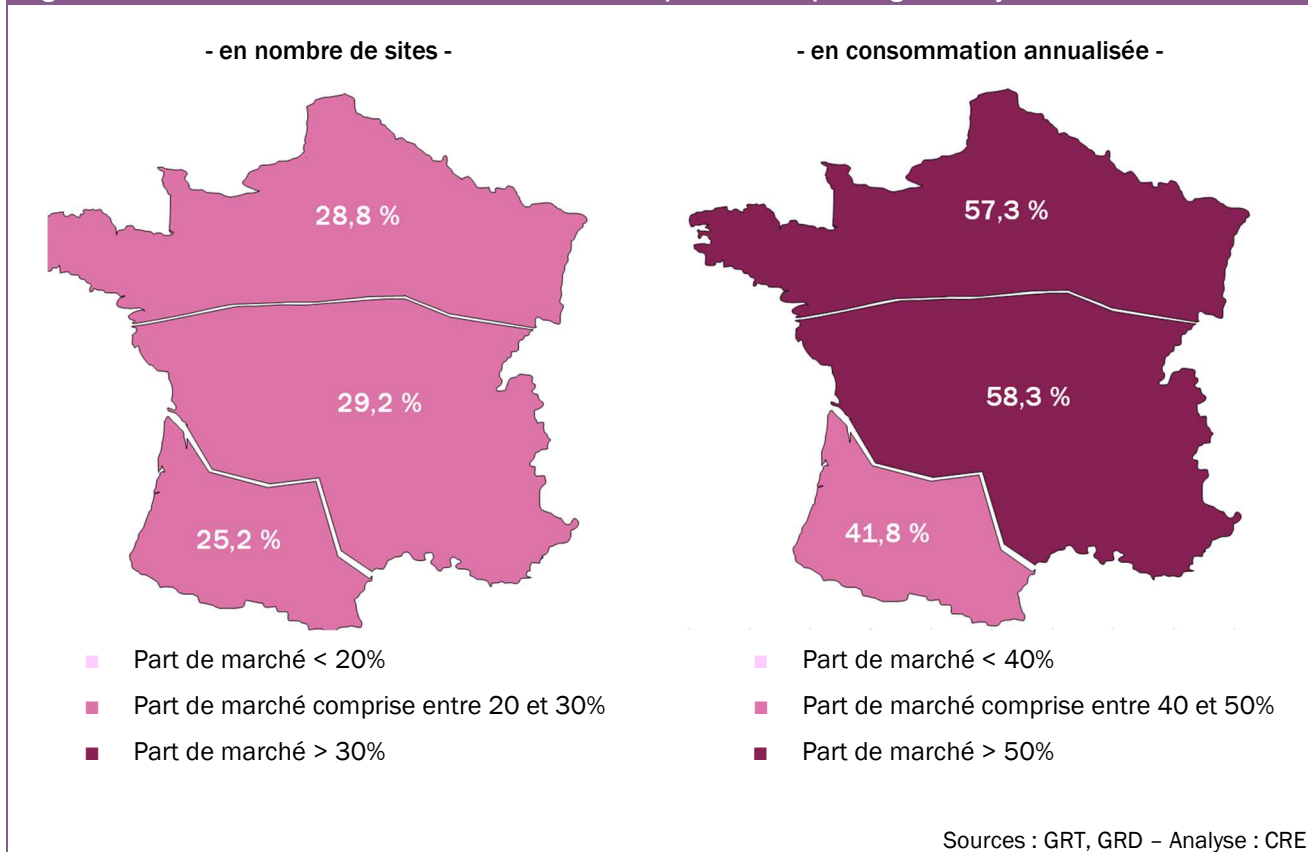 - en nombre de sites -
28,8 %
29,2 %
25,2 %
Part de marché < 20%
Part de marché comprise entre 20 et 30%
Part de marché > 30%
- en consommation annualisée -
57,3 %
58,3 %
41,8 %
Part de marché < 40%
Part de marché comprise entre 40 et 50%
Part de marché > 50%
Sources : GRT, GRD – Analyse : CRE